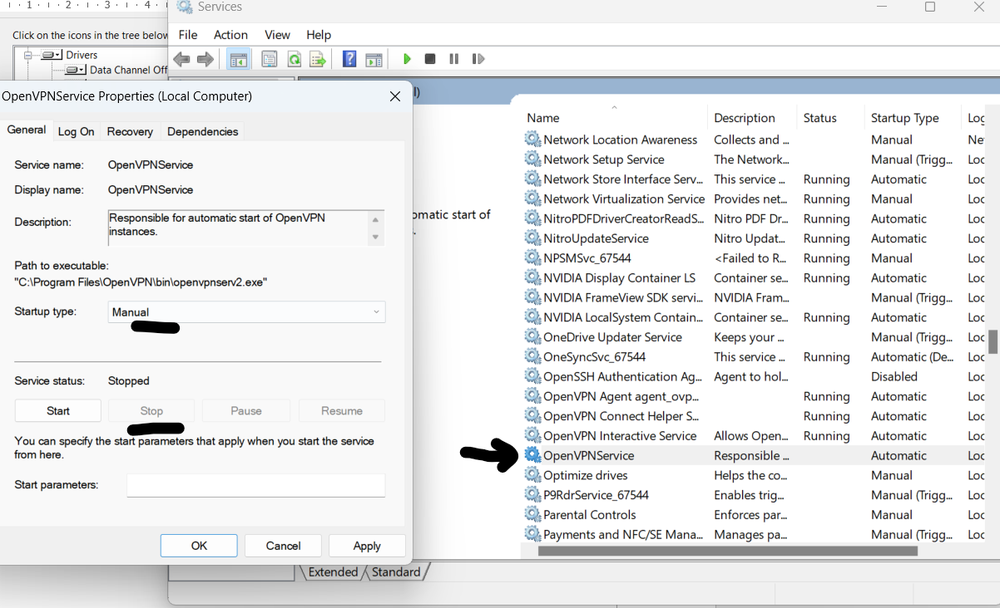 1 2 3 4
Services
Click on the icons in the tree below
Drivers
Data Channel Off
File Action View Help
OpenVPNService Properties (Local Computer)
General Log On Recovery Dependencies
Service name: OpenVPNService
Display name: OpenVPNService
Description: Responsible for automatic start of OpenVPN
instances.
Path to executable:
"C:\Program Files\OpenVPN\bin\openvpnserv2.exe"
Startup type: Manual
Service status: Stopped
Start Stop Pause Resume
You can specify the start parameters that apply when you start the service
from here.
Start parameters:
OK Cancel Apply
l)
omatic start of
s.
Name Description Status Startup Type Log
Network Location Awareness Collects and ... Manual Net
Network Setup Service The Network... Manual (Trigg... Loc
Network Store Interface Serv... This service ... Running Automatic Loc
Network Virtualization Service Provides net... Running Manual Loc
NitroPDFDriverCreatorReadS... Nitro PDF Dr... Running Automatic Loc
NitroUpdateService Nitro Updat... Running Automatic Loc
NPSMSvc_67544 <Failed to R... Running Manual Loc
NVIDIA Display Container LS Container se... Running Automatic Loc
NVIDIA FrameView SDK servi... NVIDIA Fram... Manual (Trigg... Loc
NVIDIA LocalSystem Contain... Container se... Running Automatic Loc
OneDrive Updater Service Keeps your ... Manual (Trigg... Loc
OneSyncSvc_67544 This service ... Running Automatic (De... Loc
OpenSSH Authentication Ag... Agent to hol... Disabled Loc
OpenVPN Agent agent_ovp... Running Automatic Loc
OpenVPN Connect Helper S... Running Automatic Loc
OpenVPN Interactive Service Allows Open... Running Automatic Loc
OpenVPNService Responsible ... Automatic Loc
Optimize drives Helps the co... Manual Loc
P9RdrService_67544 Enables trig... Manual (Trigg... Loc
Parental Controls Enforces par... Manual Loc
Payments and NFC/SE Mana... Manages pa... Manual (Trigg... Loc
Extended Standard